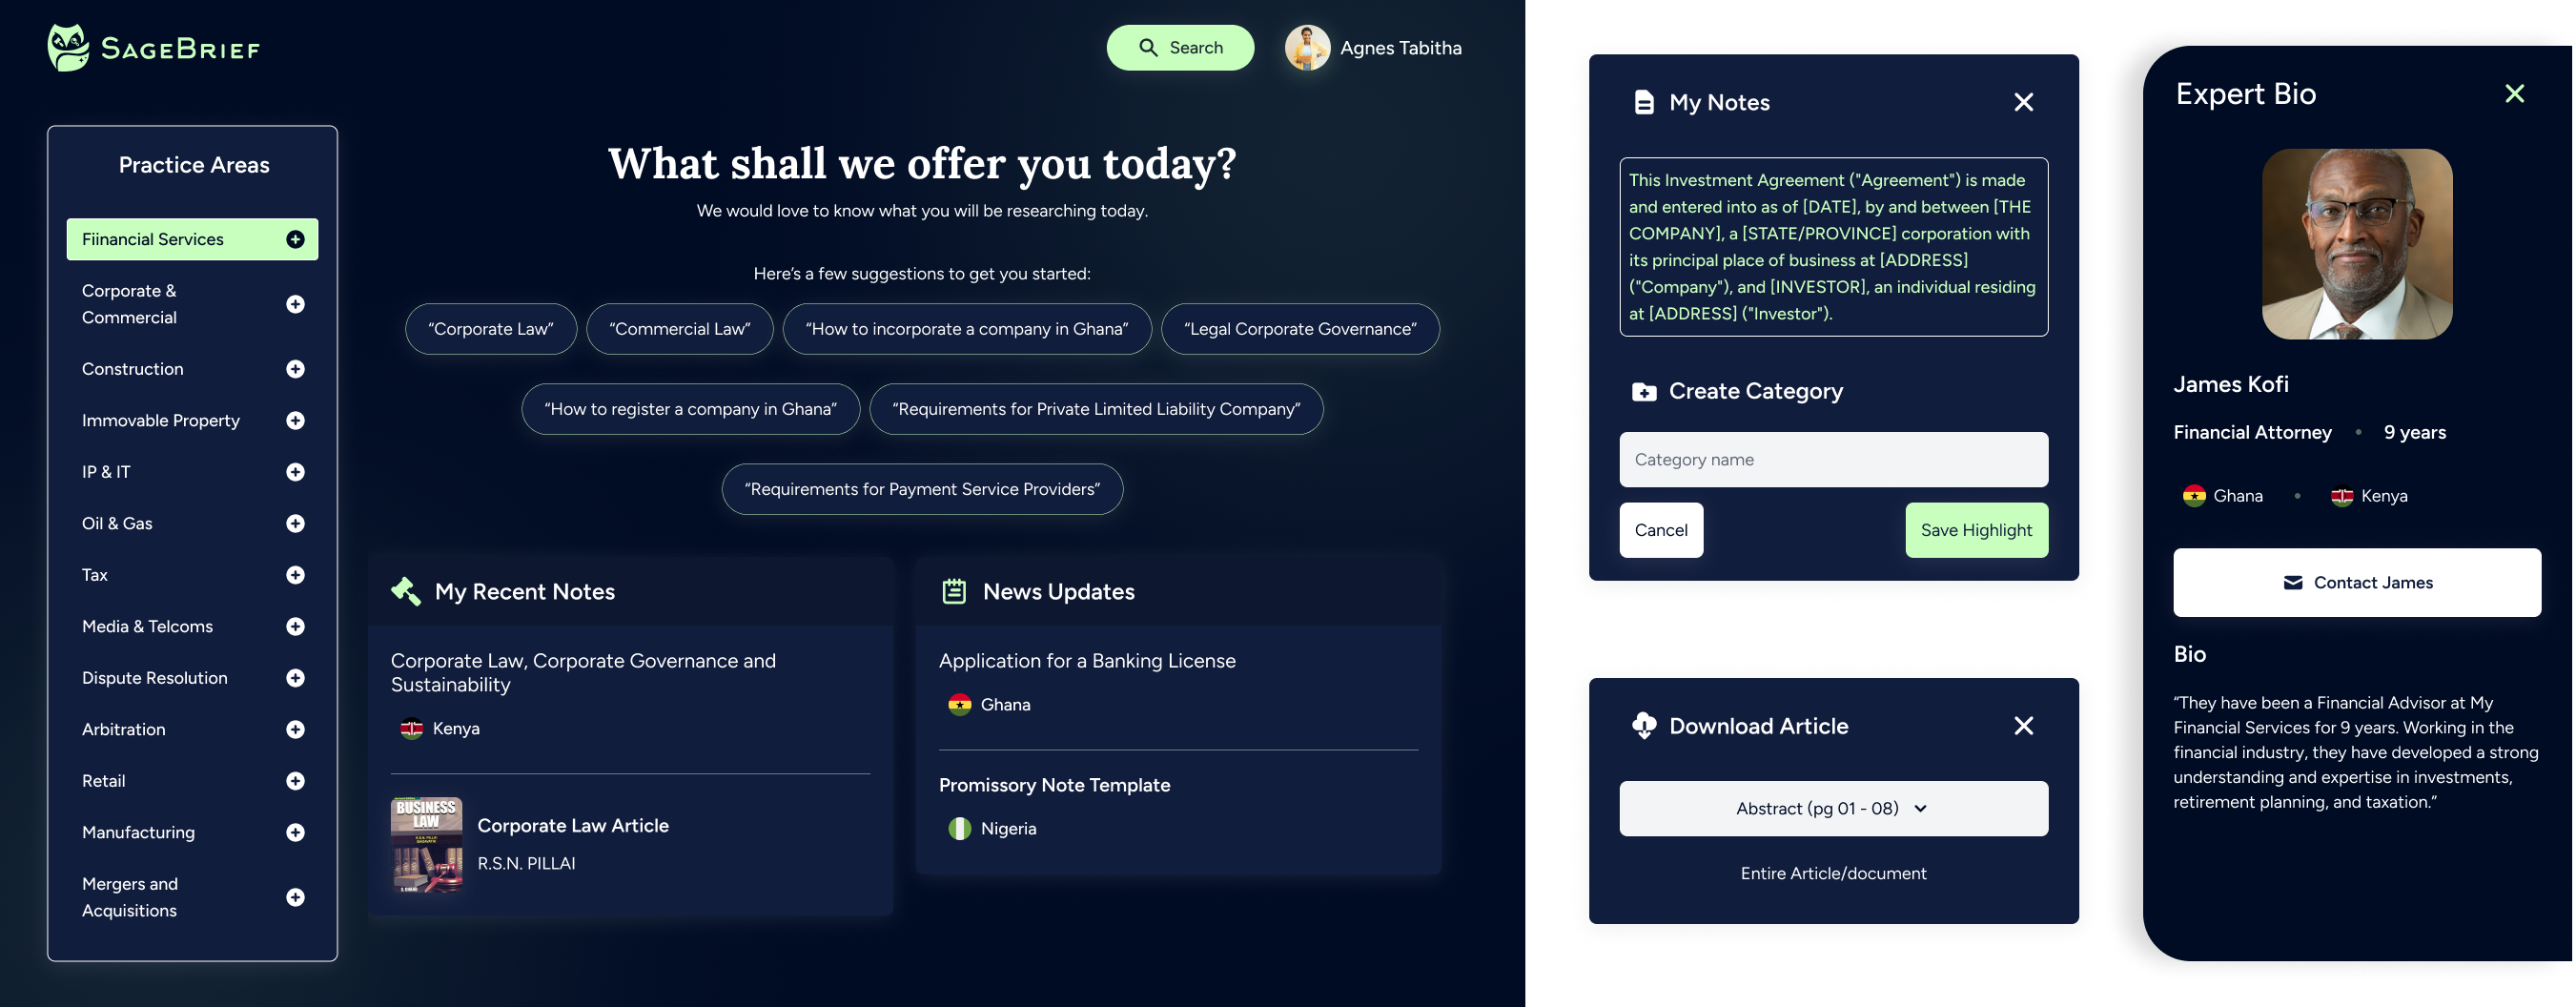 SAGEBRIEF
Search
Agnes Tabitha
Practice Areas
Fiinancial Services
Corporate &
Commercial
Construction
Immovable Property
IP & IT
Oil & Gas
Tax
Media & Telcoms
Dispute Resolution
Arbitration
Retail
Manufacturing
Mergers and
Acquisitions
What shall we offer you today?
We would love to know what you will be researching today.
Here’s a few suggestions to get you started:
“Corporate Law”
“Commercial Law”
“How to incorporate a company in Ghana”
“Legal Corporate Governance”
“How to register a company in Ghana”
“Requirements for Private Limited Liability Company”
“Requirements for Payment Service Providers”
My Recent Notes
Corporate Law, Corporate Governance and
Sustainability
Kenya
BUSINESS
LAW
Corporate Law Article
R.S.N. PILLAI
News Updates
Application for a Banking License
Ghana
Promissory Note Template
Nigeria
My Notes
This Investment Agreement ("Agreement") is made
and entered into as of [DATE], by and between [THE
COMPANY], a [STATE/PROVINCE] corporation with
its principal place of business at [ADDRESS]
("Company"), and [INVESTOR], an individual residing
at [ADDRESS] ("Investor").
Create Category
Category name
Cancel
Save Highlight
Download Article
Abstract (pg 01 - 08)
Entire Article/document
Expert Bio
James Kofi
Financial Attorney • 9 years
Ghana • Kenya
Contact James
Bio
“They have been a Financial Advisor at My
Financial Services for 9 years. Working in the
financial industry, they have developed a strong
understanding and expertise in investments,
retirement planning, and taxation.”